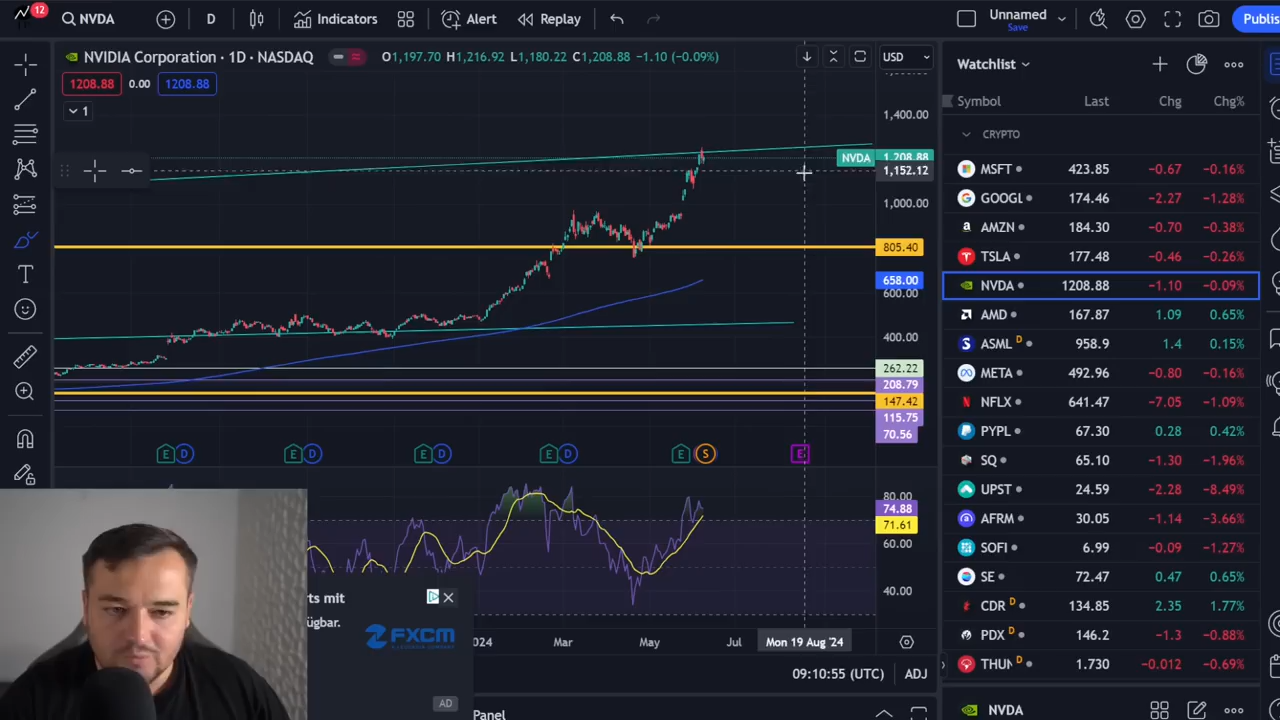 12
NVDA
D
Indicators
Alert
Replay
Unnamed
Save
Publis
NVIDIA Corporation · 1D · NASDAQ
O1,197.70 H1,216.92 L1,180.22 C1,208.88 −1.10 (−0.09%)
USD
1208.88 0.00 1208.88
1
1,400.00
NVDA 1,208.88
1,152.12
1,000.00
805.40
658.00
600.00
400.00
262.22
208.79
147.42
115.75
70.56
E D E D E D E D E S E
80.00
74.88
71.61
60.00
40.00
2024 Mar May Jul Mon 19 Aug '24
09:10:55 (UTC) ADJ
Panel
rts mit
ügbar.
FXCM
AD
Watchlist
Symbol Last Chg Chg%
CRYPTO
MSFT 423.85 −0.67 −0.16%
GOOGL 174.46 −2.27 −1.28%
AMZN 184.30 −0.70 −0.38%
TSLA 177.48 −0.46 −0.26%
NVDA 1208.88 −1.10 −0.09%
AMD 167.87 1.09 0.65%
ASML D 958.9 1.4 0.15%
META 492.96 −0.80 −0.16%
NFLX 641.47 −7.05 −1.09%
PYPL 67.30 0.28 0.42%
SQ 65.10 −1.30 −1.96%
UPST 24.59 −2.28 −8.49%
AFRM 30.05 −1.14 −3.66%
SOFI 6.99 −0.09 −1.27%
SE 72.47 0.47 0.65%
CDR D 134.85 2.35 1.77%
PDX D 146.2 −1.3 −0.88%
THUN D 1.730 −0.012 −0.69%
NVDA